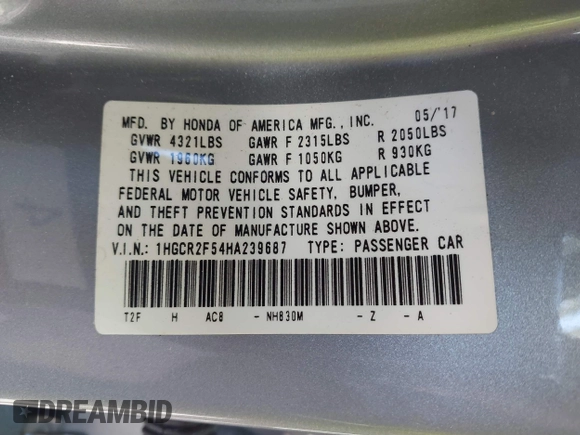 MFD. BY HONDA OF AMERICA MFG., INC. 05/'17
GVWR 4321LBS GAWR F 2315LBS R 2050LBS
GVWR 1960KG GAWR F 1050KG R 930KG
THIS VEHICLE CONFORMS TO ALL APPLICABLE
FEDERAL MOTOR VEHICLE SAFETY, BUMPER,
AND THEFT PREVENTION STANDARDS IN EFFECT
ON THE DATE OF MANUFACTURE SHOWN ABOVE.
V.I.N.: 1HGCR2F54HA239687 TYPE: PASSENGER CAR
T2F H AC8 - NH830M - Z - A
DREAMBID